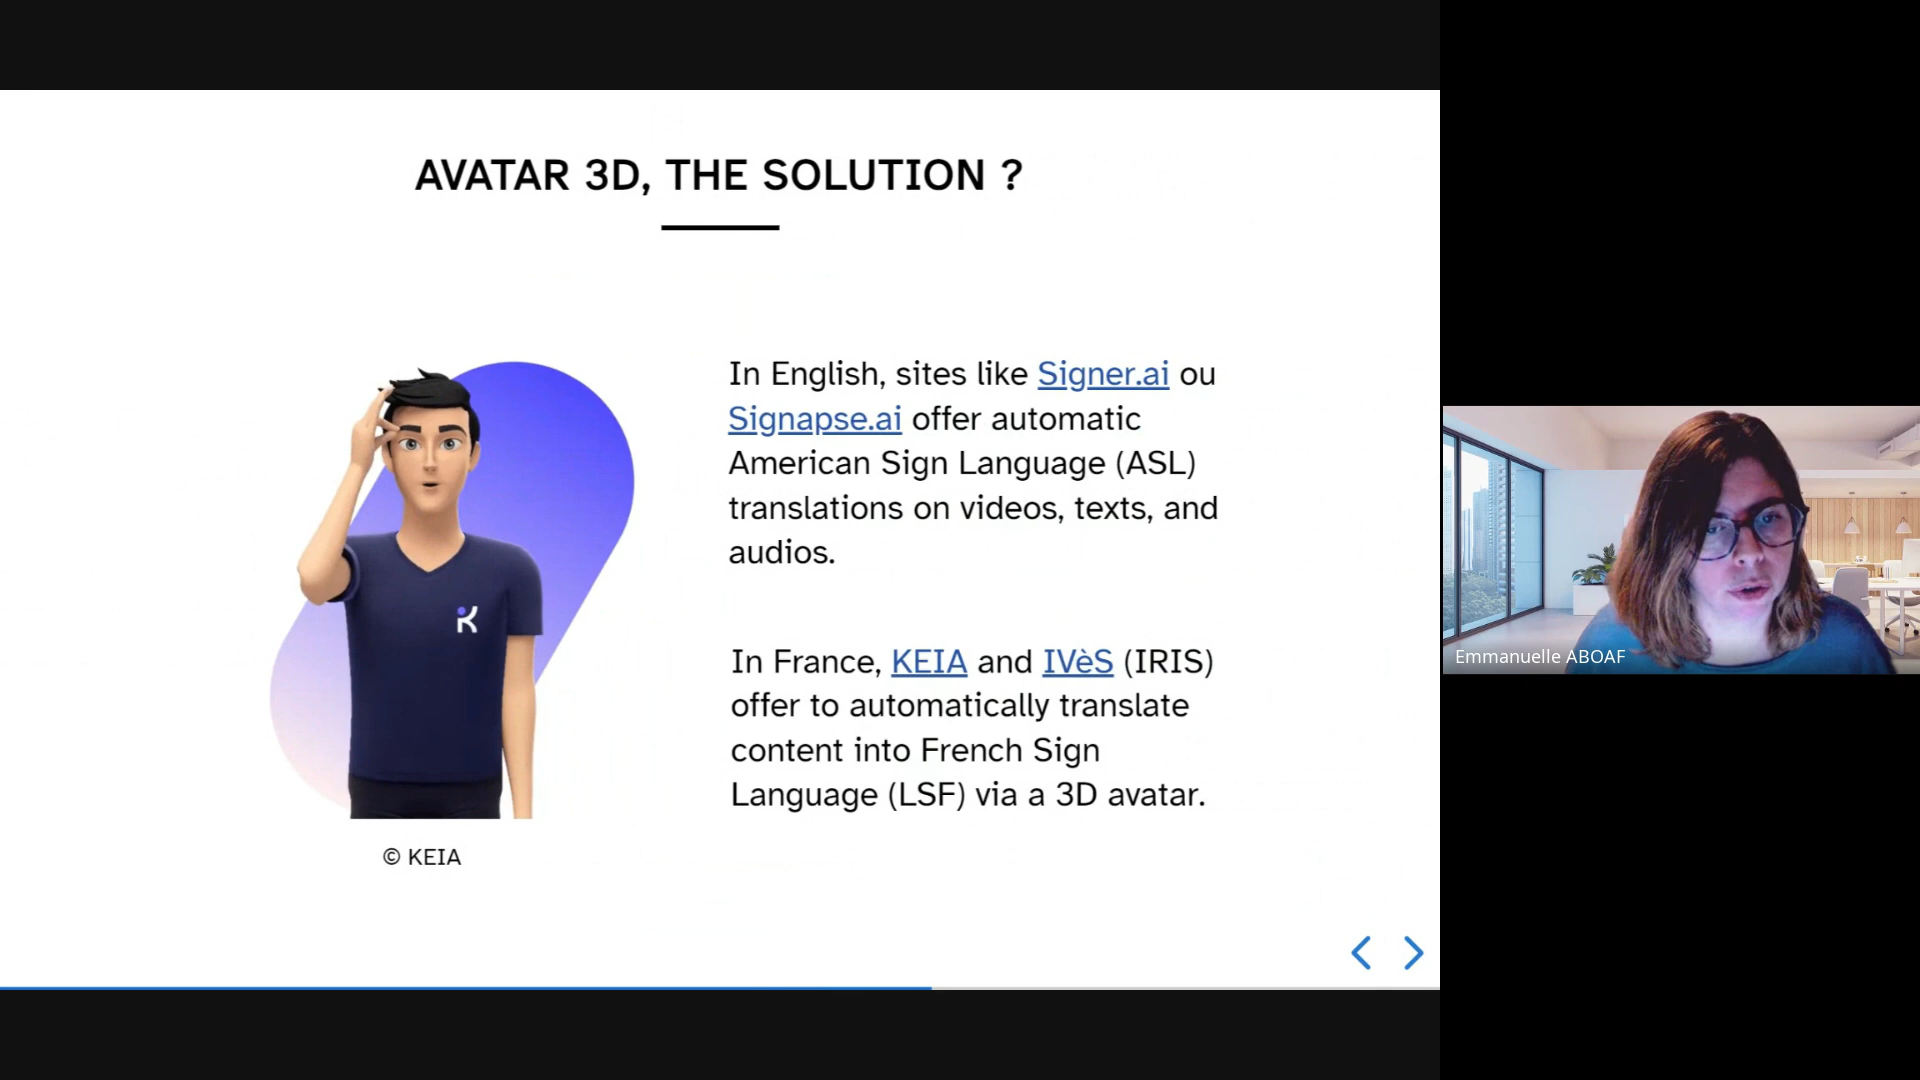 AVATAR 3D, THE SOLUTION ?
In English, sites like Signer.ai ou
Signapse.ai offer automatic
American Sign Language (ASL)
translations on videos, texts, and
audios.
In France, KEIA and IVèS (IRIS)
offer to automatically translate
content into French Sign
Language (LSF) via a 3D avatar.
© KEIA
Emmanuelle ABOAF